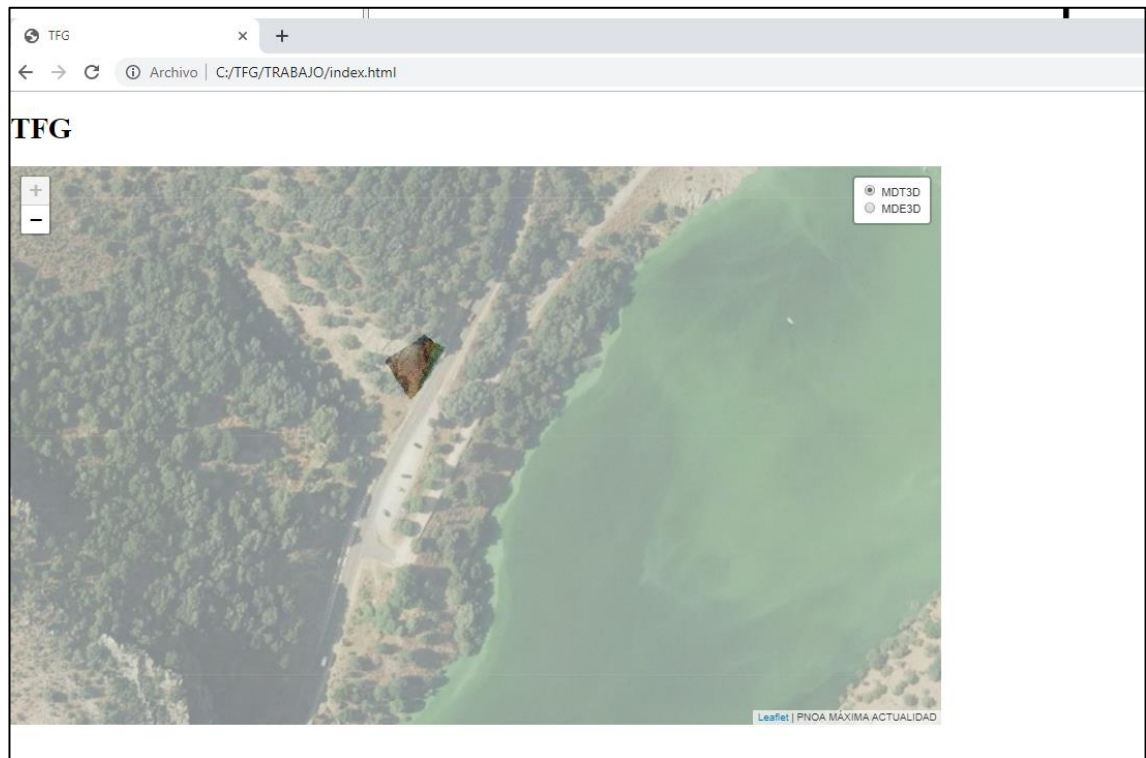 TFG
Archivo | C:/TFG/TRABAJO/index.html
TFG
+
−
MDT3D
MDE3D
Leaflet | PNOA MÁXIMA ACTUALIDAD